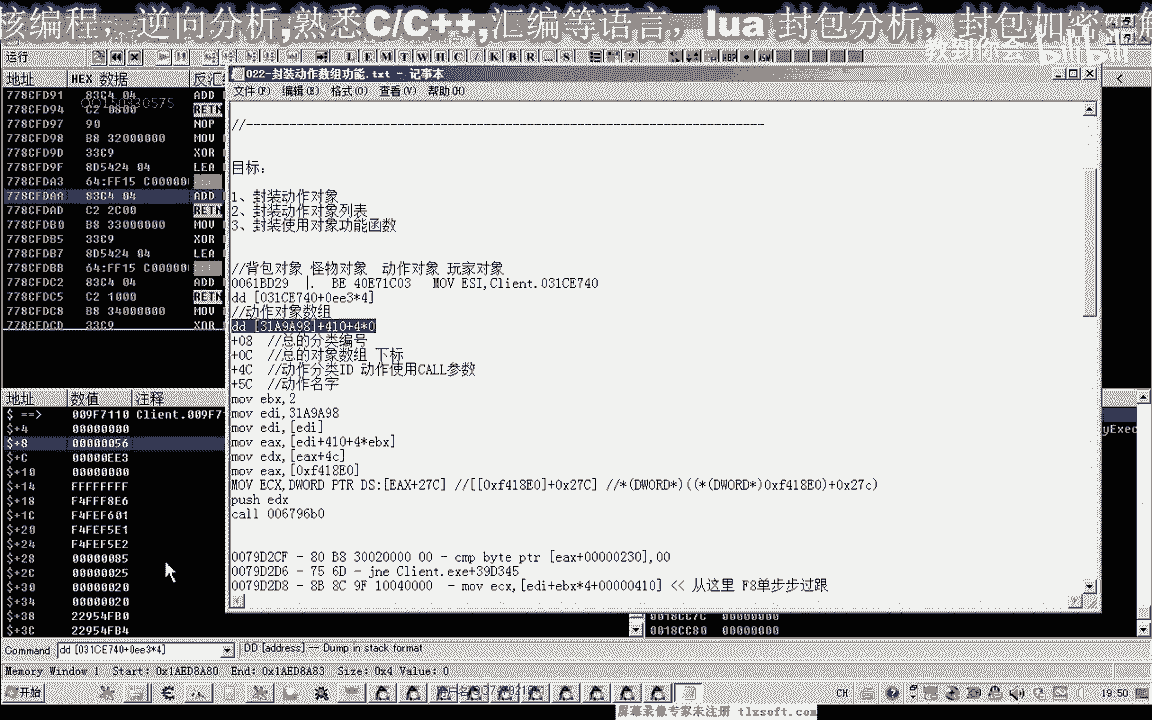 核编程，逆向分析,熟悉C/C++,汇编等语言，lua 封包分析，封包加密，
教到你会 bilibili
运行
L E M T W H C / K B R ... S
地址 HEX 数据 反汇
778CFD91 83C4 04 ADD
778CFD94 C2 0800 RETN
778CFD97 90 NOP
778CFD98 B8 32000000 MOV
778CFD9D 33C9 XOR
778CFD9F 8D5424 04 LEA
778CFDA3 64:FF15 C00000
778CFDAA 83C4 04 ADD
778CFDAD C2 2C00 RETN
778CFDB0 B8 33000000 MOV
778CFDB5 33C9 XOR
778CFDB7 8D5424 04 LEA
778CFDBB 64:FF15 C00000
778CFDC2 83C4 04 ADD
778CFDC5 C2 1000 RETN
778CFDC8 B8 34000000 MOV
778CFDCD 33C9 XOR
022-封装动作数组功能.txt - 记事本
文件(F) 编辑(E) 格式(O) 查看(V) 帮助(H)
//------------------------------------------------------------------------
目标：
1、封装动作对象
2、封装动作对象列表
3、封装使用对象功能函数
//背包对象 怪物对象 动作对象 玩家对象
0061BD29 |. BE 40E71C03 MOV ESI,Client.031CE740
dd [031CE740+0ee3*4]
//动作对象数组
dd [31A9A98]+410+4*0
+08 //总的分类编号
+0C //总的对象数组 下标
+4C //动作分类ID 动作使用CALL参数
+5C //动作名字
mov ebx,2
mov edi,31A9A98
mov edi,[edi]
mov eax,[edi+410+4*ebx]
mov edx,[eax+4c]
mov eax,[0xf418E0]
MOV ECX,DWORD PTR DS:[EAX+27C] //[[0xf418E0]+0x27C] //*(DWORD*)((*(DWORD*)0xf418E0)+0x27c)
push edx
call 006796b0
0079D2CF - 80 B8 30020000 00 - cmp byte ptr [eax+00000230],00
0079D2D6 - 75 6D - jne Client.exe+39D345
0079D2D8 - 8B 8C 9F 10040000 - mov ecx,[edi+ebx*4+00000410] << 从这里 F8单步步过跟
地址 数值 注释
$ ==> 009F7110 Client.009F7
$+4 00000000
$+8 00000056
$+C 00000EE3
$+10 00000000
$+14 FFFFFFFF
$+18 F4FFF8E6
$+1C F4FEF601
$+20 F4FEF5E1
$+24 F4FEF5E2
$+28 00000085
$+2C 00000025
$+30 00000020
$+34 00000020
$+38 22954FB0
$+3C 22954FB4
0018CC7C 00000000
0018CC80 00000000
Command dd [031CE740+0ee3*4] DD [address] -- Dump in stack format
Memory Window 1 Start: 0x1AED8A80 End: 0x1AED8A83 Size: 0x4 Value: 0
开始
CH
19:50
屏幕录像专家未注册 tlxsoft.com